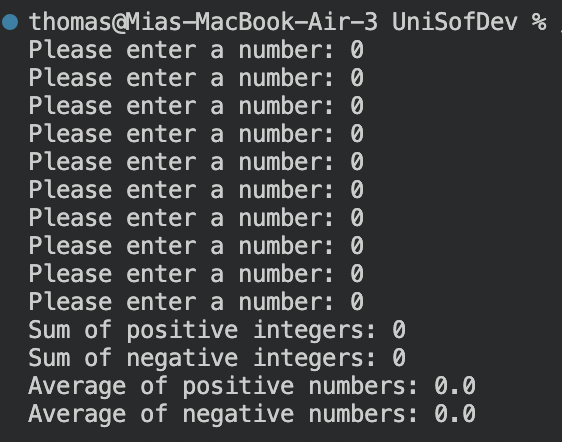 thomas@Mias-MacBook-Air-3 UniSofDev %
Please enter a number: 0
Please enter a number: 0
Please enter a number: 0
Please enter a number: 0
Please enter a number: 0
Please enter a number: 0
Please enter a number: 0
Please enter a number: 0
Please enter a number: 0
Please enter a number: 0
Sum of positive integers: 0
Sum of negative integers: 0
Average of positive numbers: 0.0
Average of negative numbers: 0.0